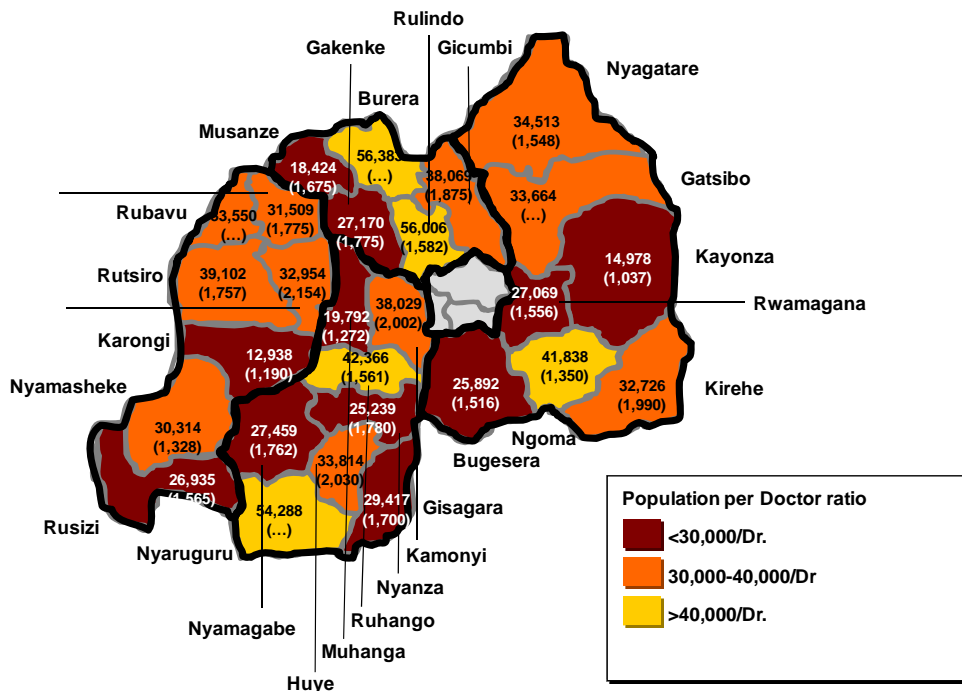 Rulindo
Gakenke
Gicumbi
Nyagatare
Burera
Musanze
34,513
(1,548)
56,383
(…)
18,424
(1,675)
38,069
(1,875)
Gatsibo
33,664
(…)
Rubavu
33,550
(…)
31,509
(1,775)
27,170
(1,775)
56,006
(1,582)
14,978
(1,037)
Kayonza
Rutsiro
39,102
(1,757)
32,954
(2,154)
27,069
(1,556)
Rwamagana
38,029
(2,002)
19,792
(1,272)
Karongi
12,938
(1,190)
42,366
(1,561)
41,838
(1,350)
25,892
(1,516)
32,726
(1,990)
Kirehe
Nyamasheke
25,239
(1,780)
30,314
(1,328)
27,459
(1,762)
Ngoma
Bugesera
33,814
(2,030)
26,935
(1,565)
29,417
(1,700)
Gisagara
54,288
(…)
Rusizi
Nyaruguru
Kamonyi
Nyanza
Ruhango
Nyamagabe
Muhanga
Huye
Population per Doctor ratio
<30,000/Dr.
30,000-40,000/Dr
>40,000/Dr.